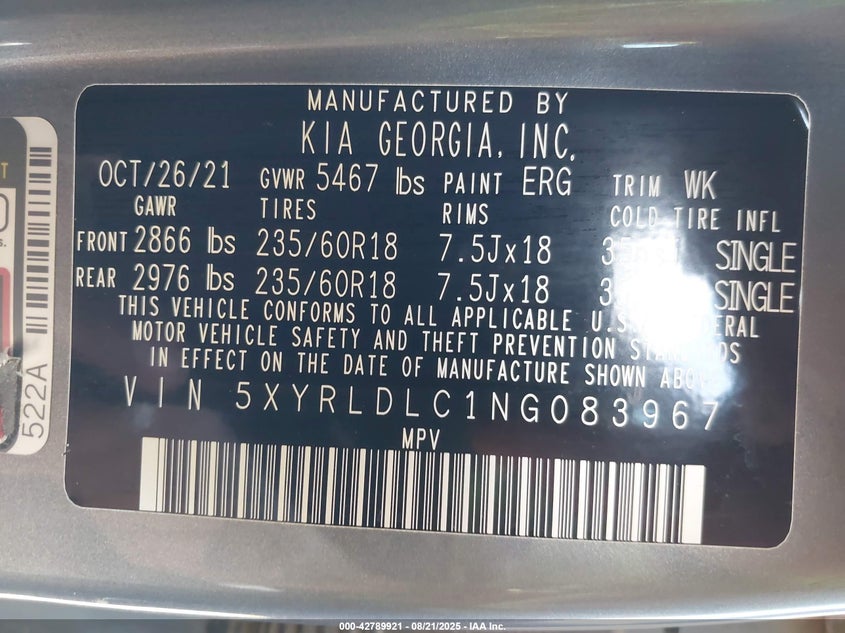 MANUFACTURED BY
KIA GEORGIA, INC.
OCT/26/21 GVWR 5467 lbs PAINT ERG TRIM WK
GAWR TIRES RIMS COLD TIRE INFL
FRONT 2866 lbs 235/60R18 7.5Jx18 SINGLE
REAR 2976 lbs 235/60R18 7.5Jx18 SINGLE
THIS VEHICLE CONFORMS TO ALL APPLICABLE
MOTOR VEHICLE SAFETY AND THEFT PREVENTION
IN EFFECT ON THE DATE OF MANUFACTURE SHOWN
VIN 5XYRLDLC1NG083967
MPV
522A
000-42789921 - 08/21/2025 - IAA Inc.